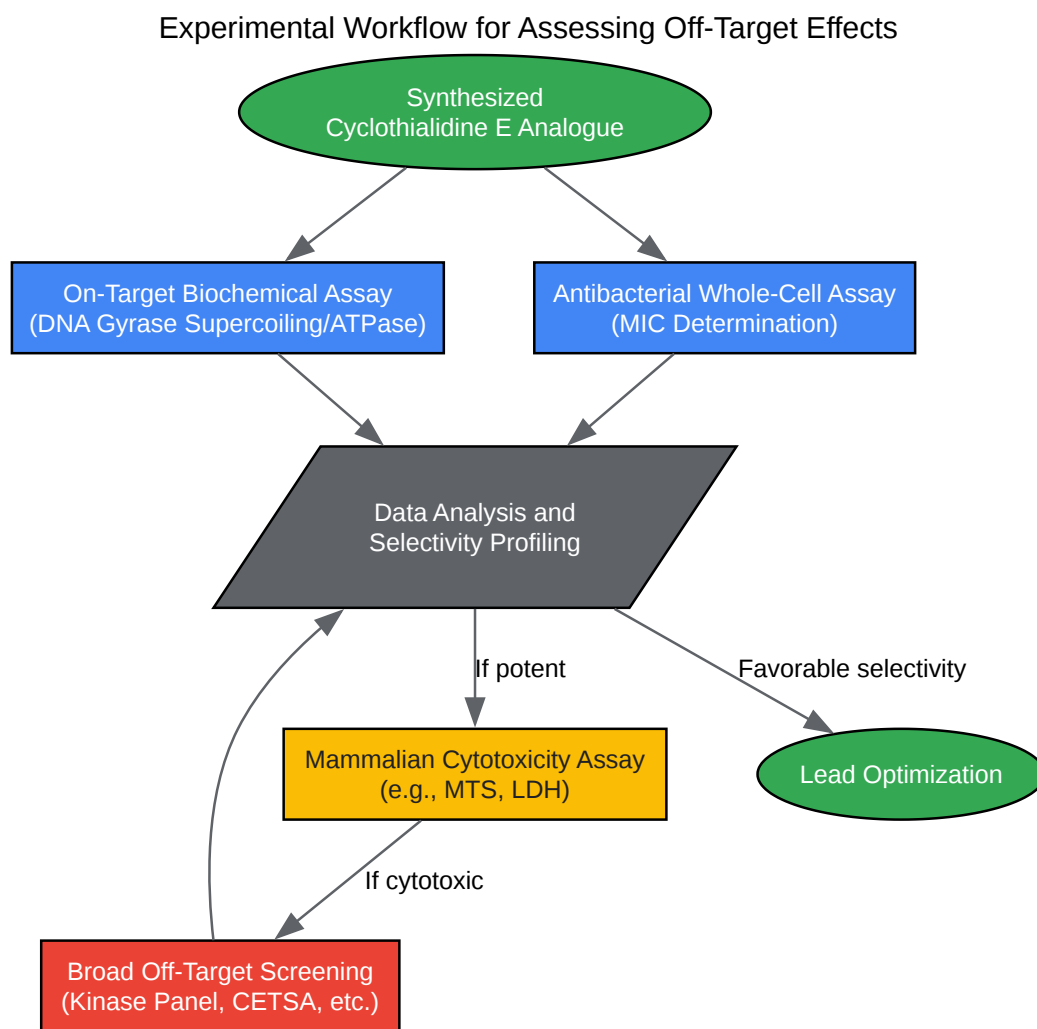 Experimental Workflow for Assessing Off-Target Effects
Synthesized
Cyclothialidine E Analogue
On-Target Biochemical Assay
(DNA Gyrase Supercoiling/ATPase)
Antibacterial Whole-Cell Assay
(MIC Determination)
Data Analysis and
Selectivity Profiling
If potent
Favorable selectivity
Mammalian Cytotoxicity Assay
(e.g., MTS, LDH)
Lead Optimization
If cytotoxic
Broad Off-Target Screening
(Kinase Panel, CETSA, etc.)